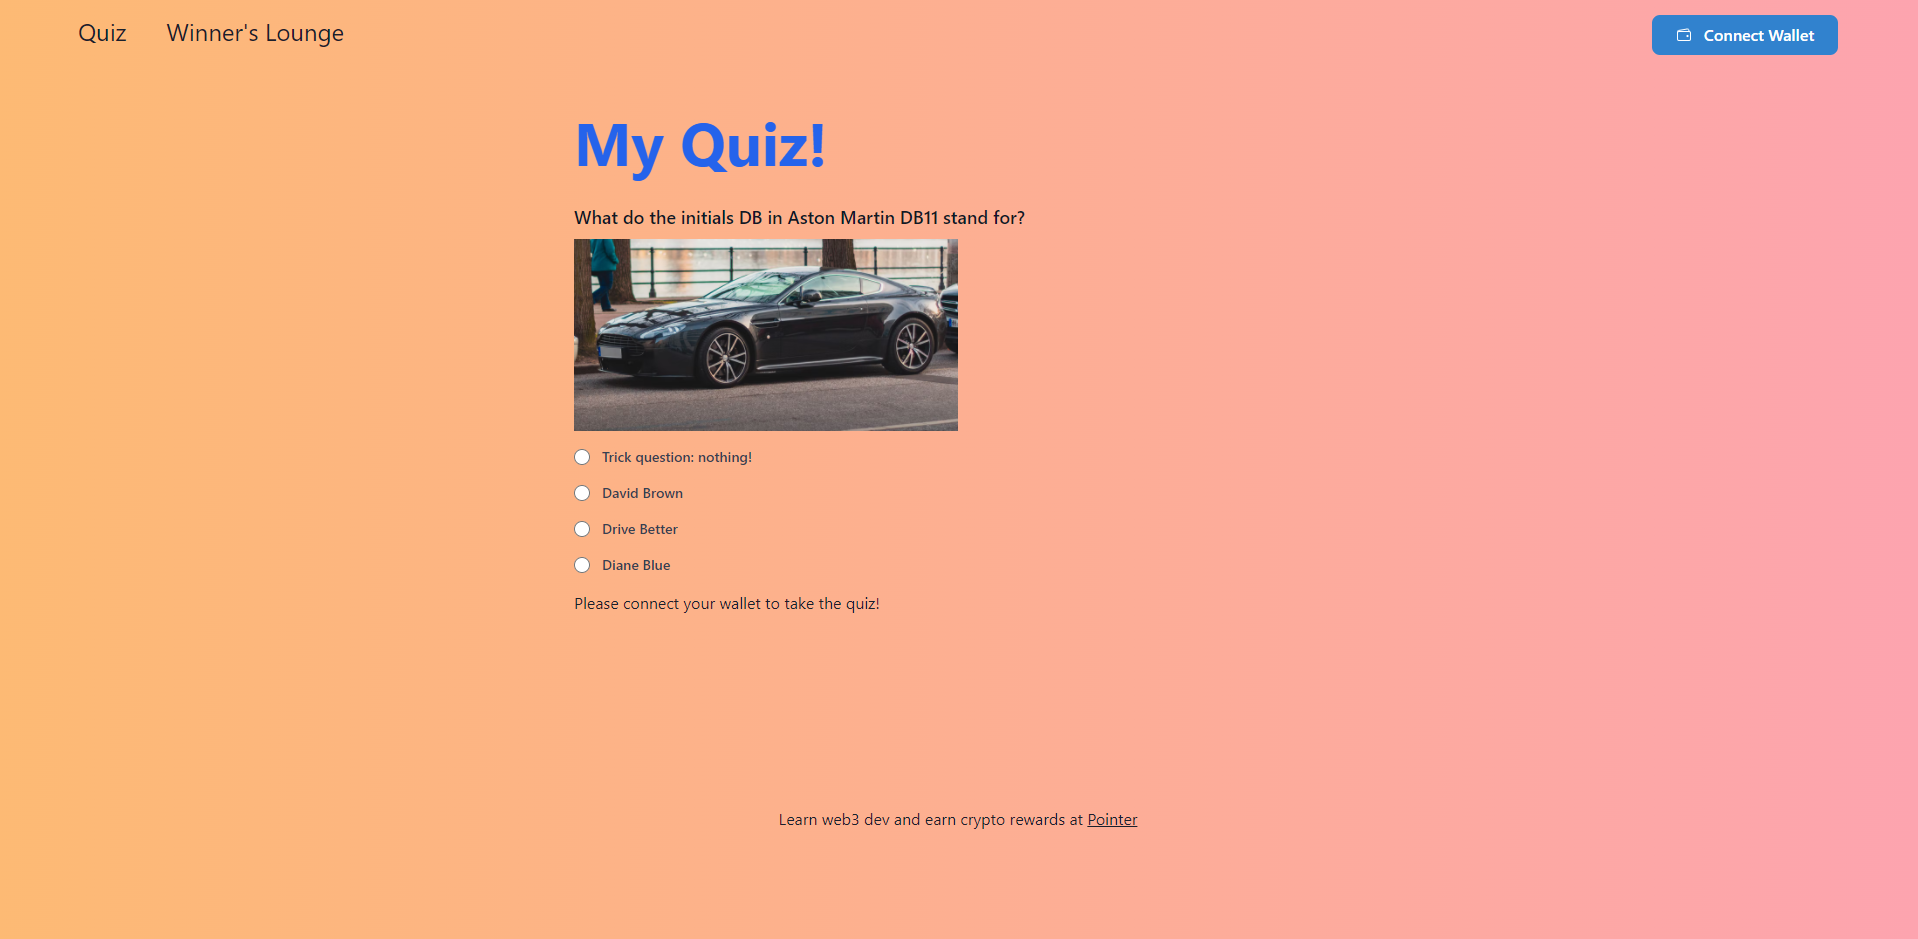 Quiz
Winner's Lounge
Connect Wallet
My Quiz!
What do the initials DB in Aston Martin DB11 stand for?
Trick question: nothing!
David Brown
Drive Better
Diane Blue
Please connect your wallet to take the quiz!
Learn web3 dev and earn crypto rewards at Pointer